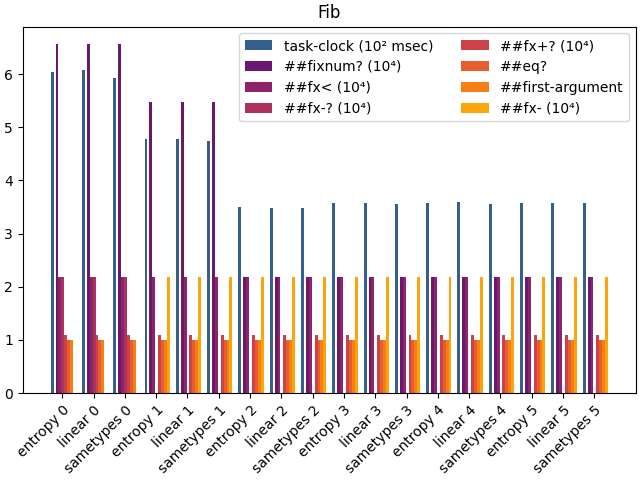 Fib
task-clock (10² msec)
##fixnum? (10⁴)
##fx< (10⁴)
##fx-? (10⁴)
##fx+? (10⁴)
##eq?
##first-argument
##fx- (10⁴)
6
5
4
3
2
1
0
entropy 0
linear 0
sametypes 0
entropy 1
linear 1
sametypes 1
entropy 2
linear 2
sametypes 2
entropy 3
linear 3
sametypes 3
entropy 4
linear 4
sametypes 4
entropy 5
linear 5
sametypes 5